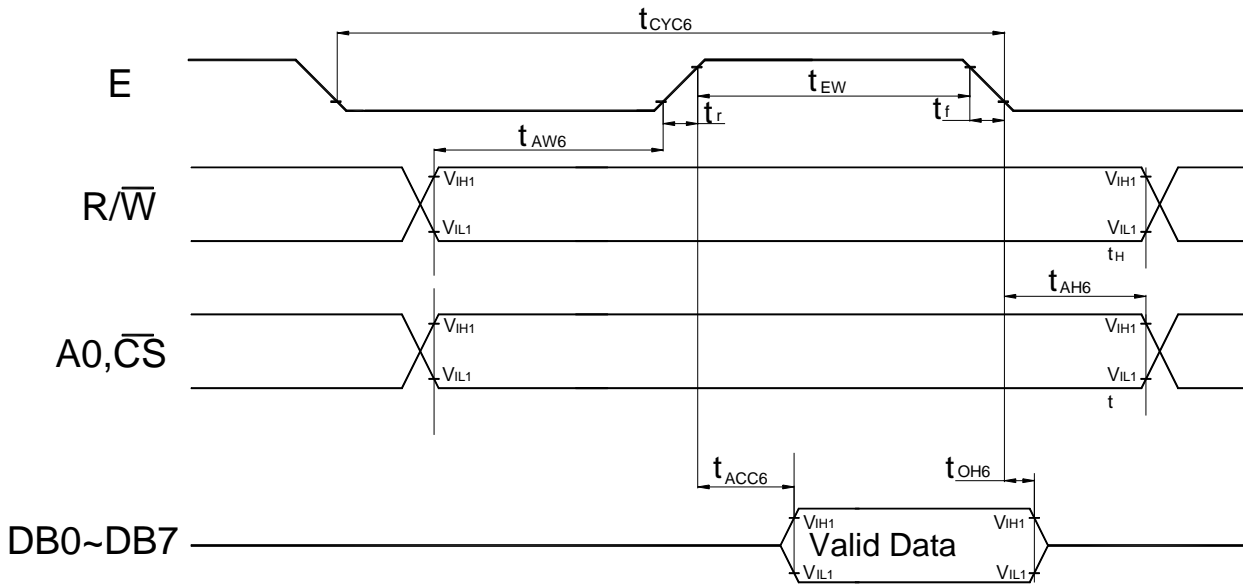 tCYC6
E
tEW
tr
tf
tAW6
R/W̅
VIH1
VIH1
VIL1
VIL1
tH
tAH6
A0,C̅S̅
VIH1
VIH1
VIL1
VIL1
t
tACC6
tOH6
DB0~DB7
VIH1
Valid Data
VIH1
VIL1
VIL1